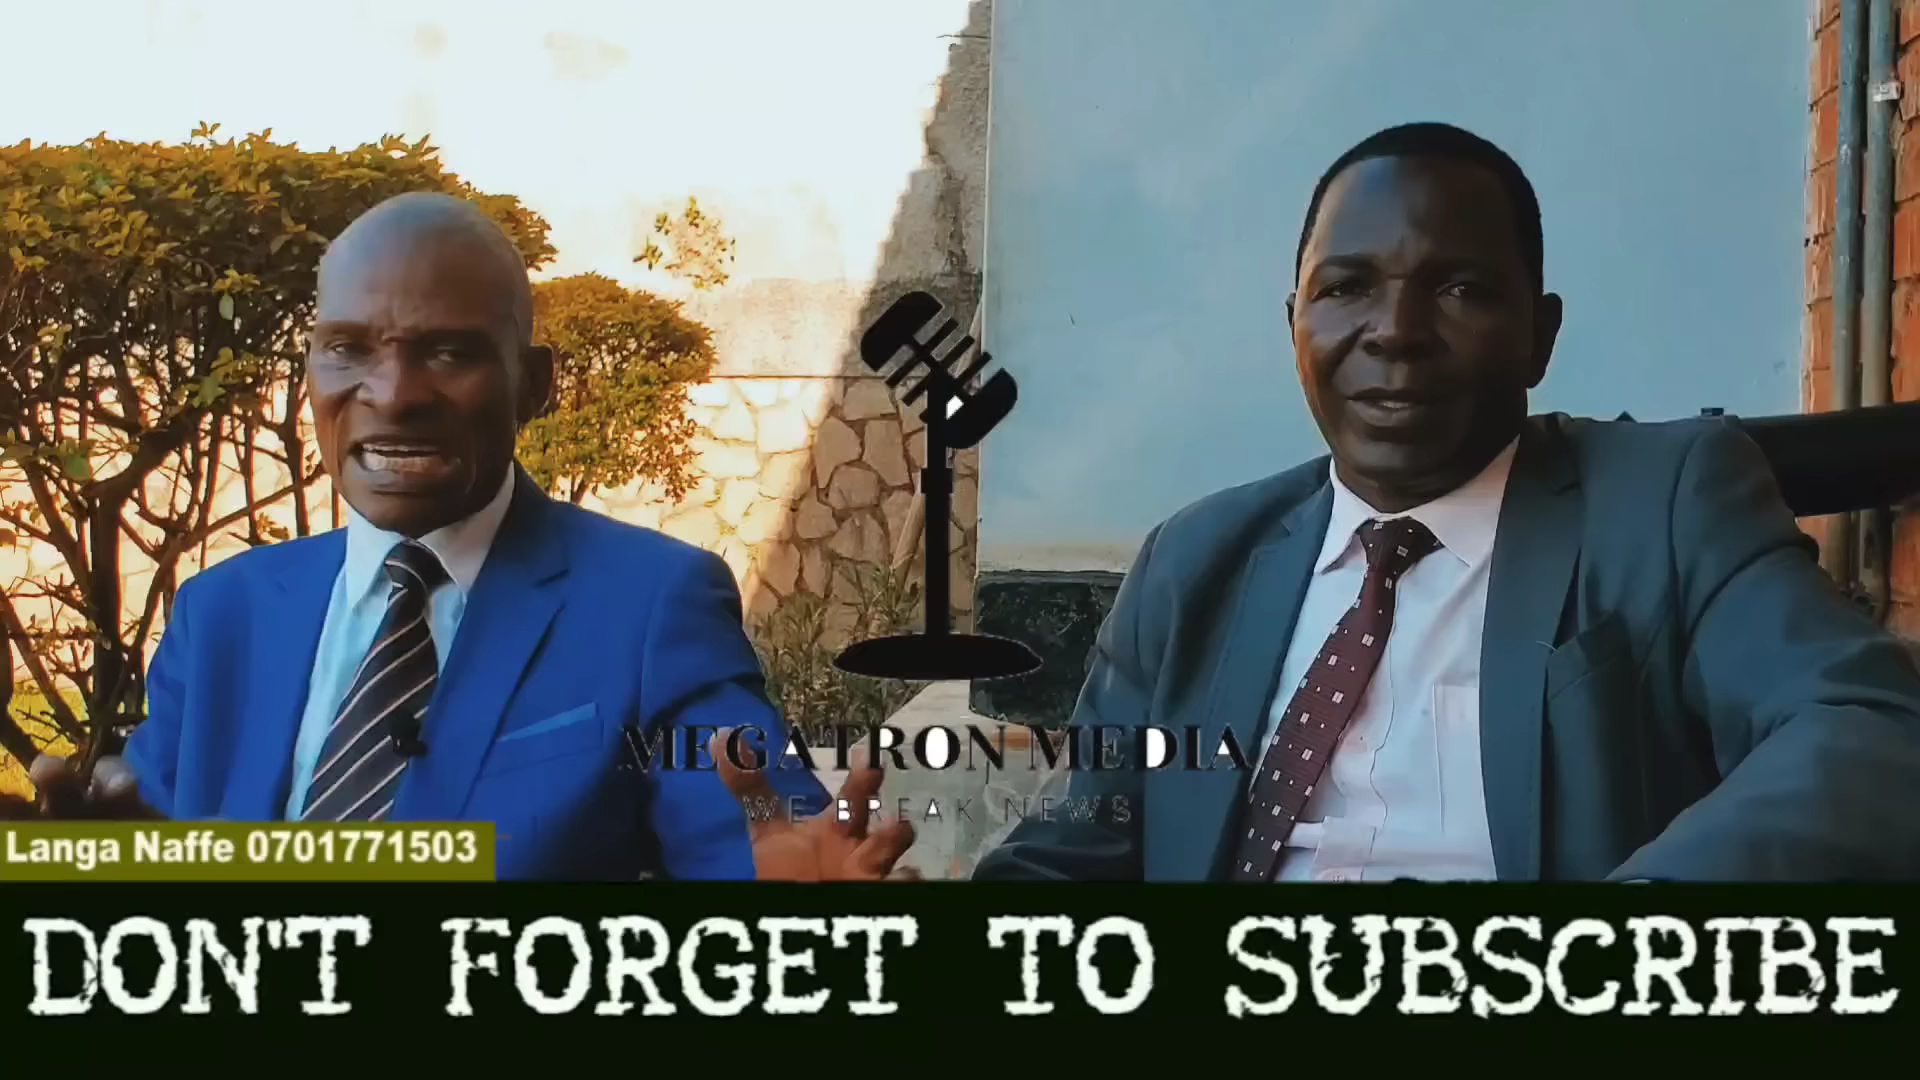 MEGATRON MEDIA
WE BREAK NEWS
Langa Naffe 0701771503
DON'T FORGET TO SUBSCRIBE